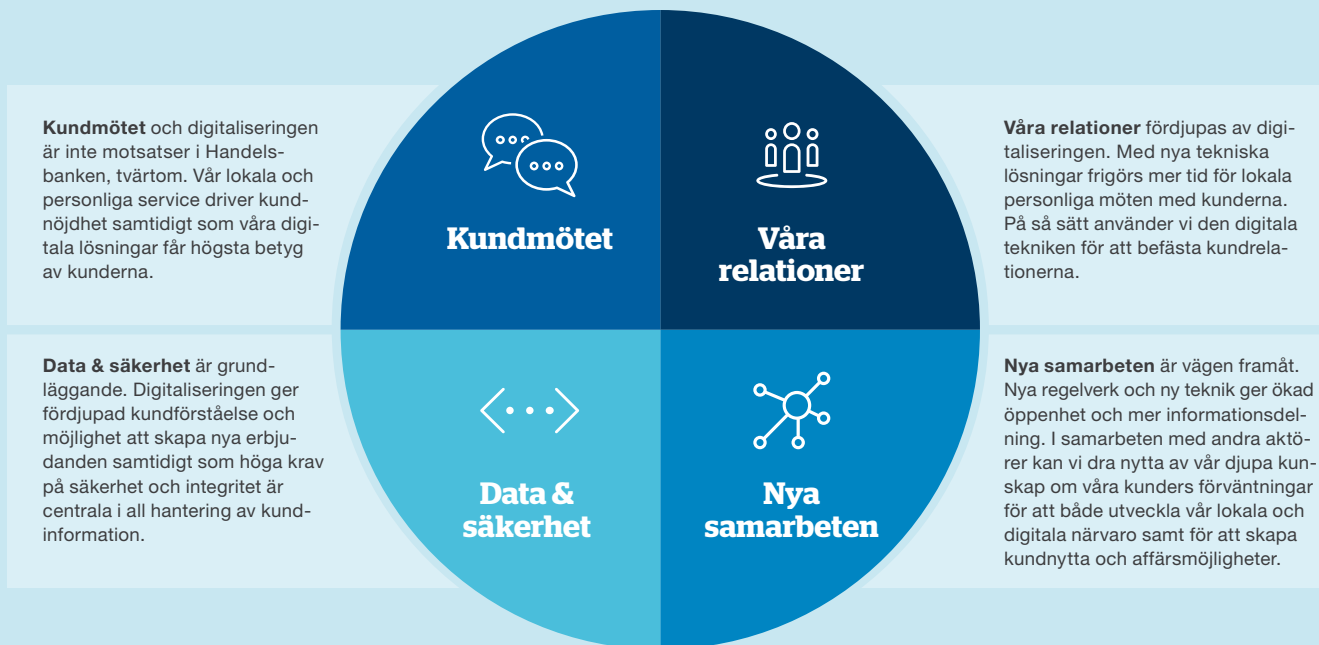 Kundmötet och digitaliseringen
är inte motsatser i Handels-
banken, tvärtom. Vår lokala och
personliga service driver kund-
nöjdhet samtidigt som våra digi-
tala lösningar får högsta betyg
av kunderna.
Kundmötet
Våra
relationer
Våra relationer fördjupas av digi-
taliseringen. Med nya tekniska
lösningar frigörs mer tid för lokala
personliga möten med kunderna.
På så sätt använder vi den digitala
tekniken för att befästa kundrela-
tionerna.
Data & säkerhet är grund-
läggande. Digitaliseringen ger
fördjupad kundförståelse och
möjlighet att skapa nya erbju-
danden samtidigt som höga krav
på säkerhet och integritet är
centrala i all hantering av kund-
information.
Data &
säkerhet
Nya
samarbeten
Nya samarbeten är vägen framåt.
Nya regelverk och ny teknik ger ökad
öppenhet och mer informationsdel-
ning. I samarbeten med andra aktö-
rer kan vi dra nytta av vår djupa kun-
skap om våra kunders förväntningar
för att både utveckla vår lokala och
digitala närvaro samt för att skapa
kundnytta och affärsmöjligheter.